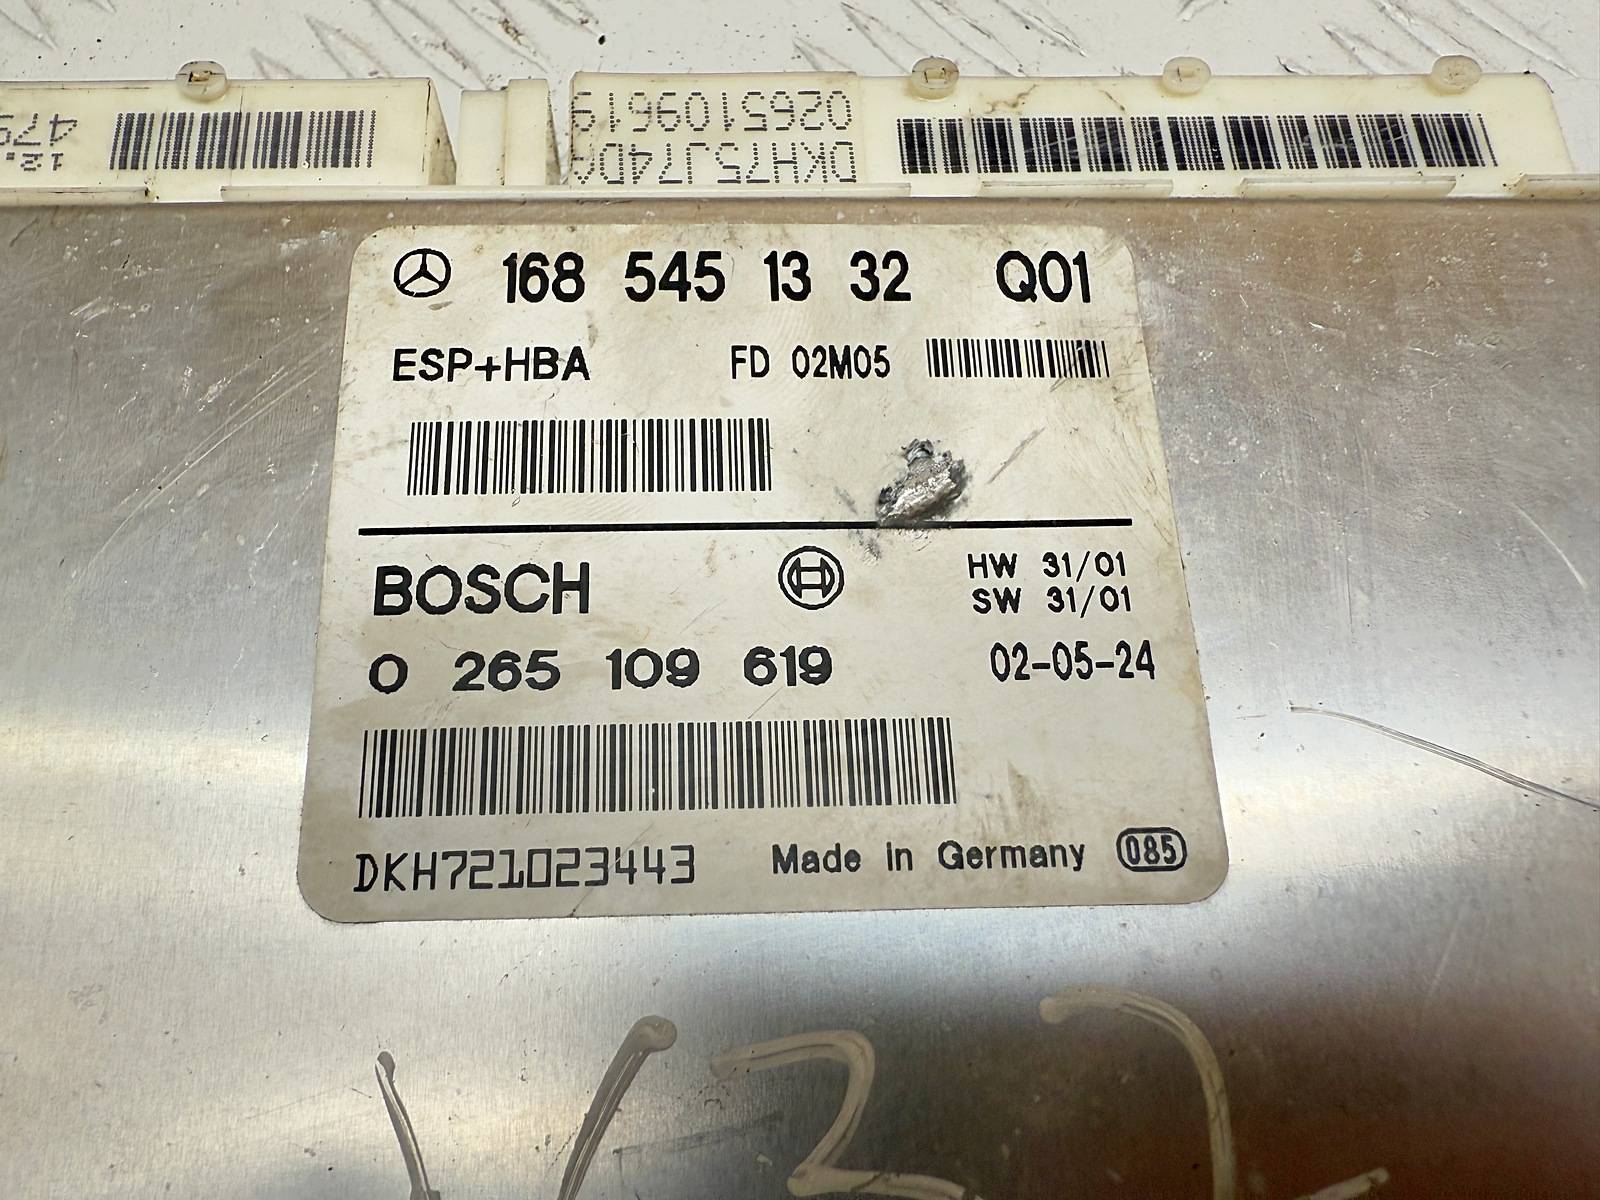 0265109619
DKH75J74DA
168 545 13 32 Q01
ESP+HBA FD 02M05
BOSCH
HW 31/01
SW 31/01
0 265 109 619 02-05-24
DKH721023443 Made in Germany 085